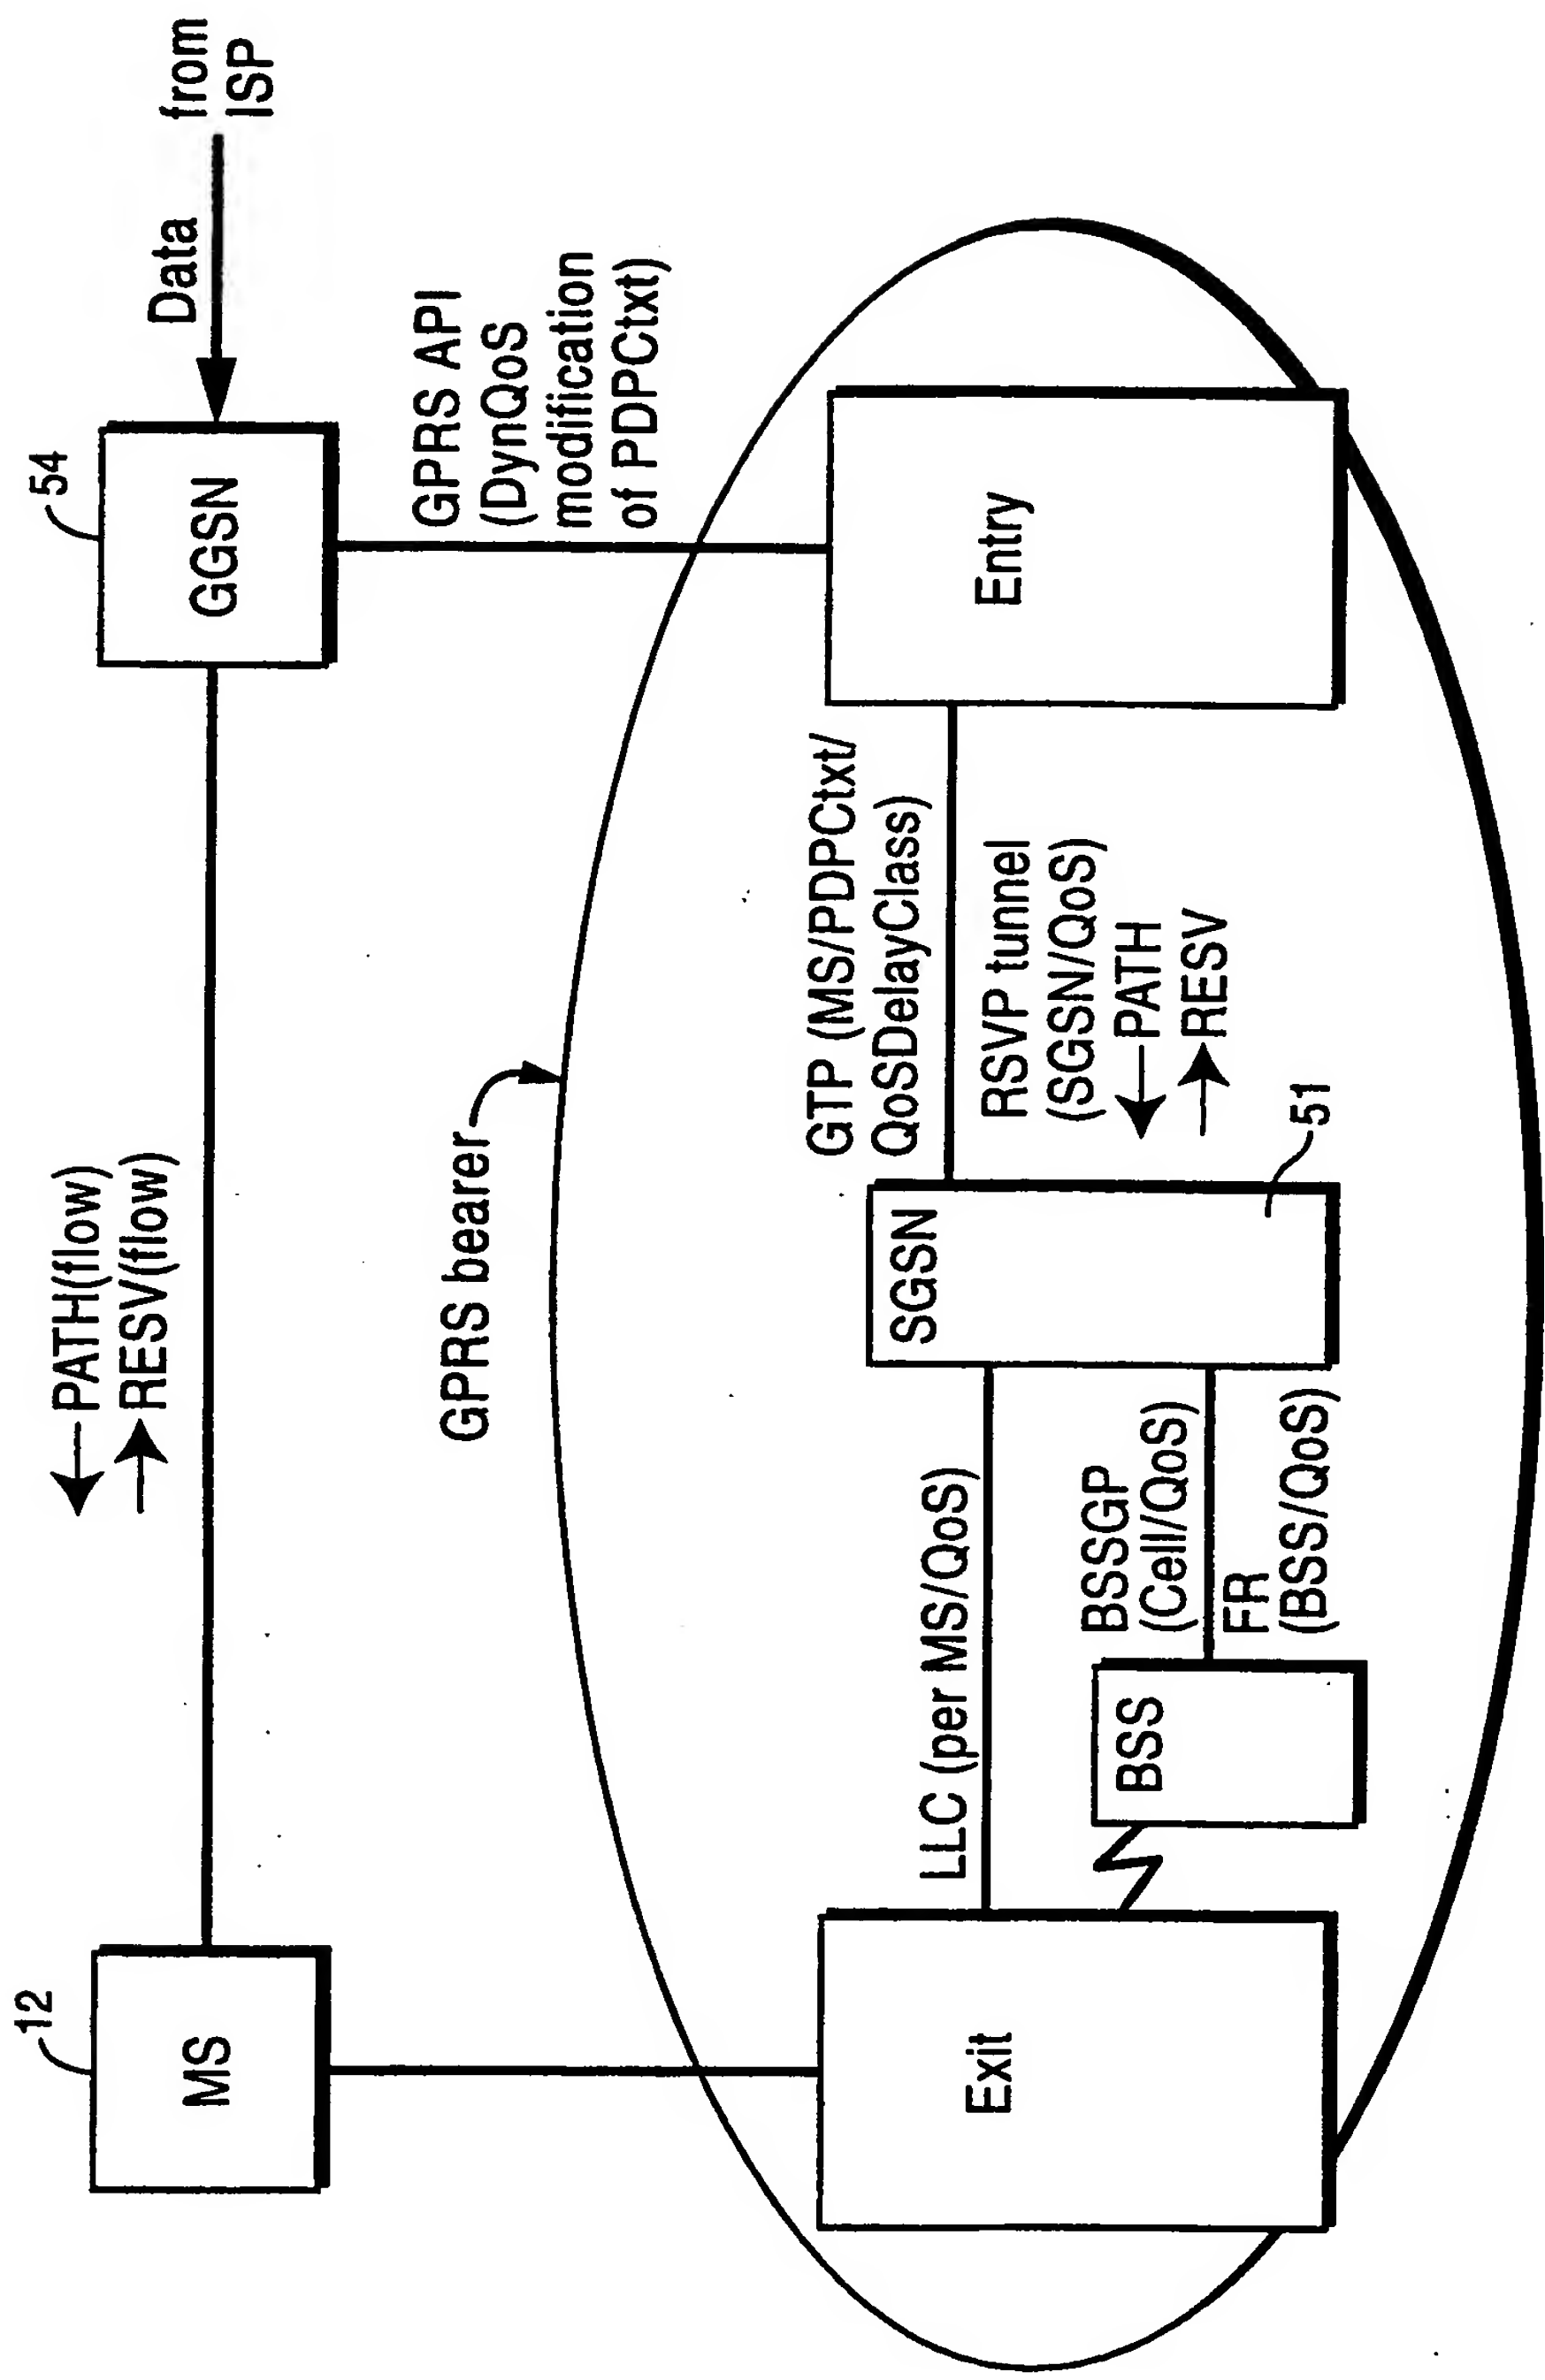 12
MS
←PATH(flow)
→RESV(flow)
54
GGSN
Data
from
ISP
GPRS bearer
GPRS API
(DynQoS
modification
of PDPCtxt)
Exit
LLC (per MS/QoS)
BSS
BSSGP
(Cell/QoS)
FR
(BSS/QoS)
SGSN
51
GTP (MS/PDPCtxt/
QoSDelayClass)
RSVP tunnel
(SGSN/QoS)
←PATH
→RESV
Entry